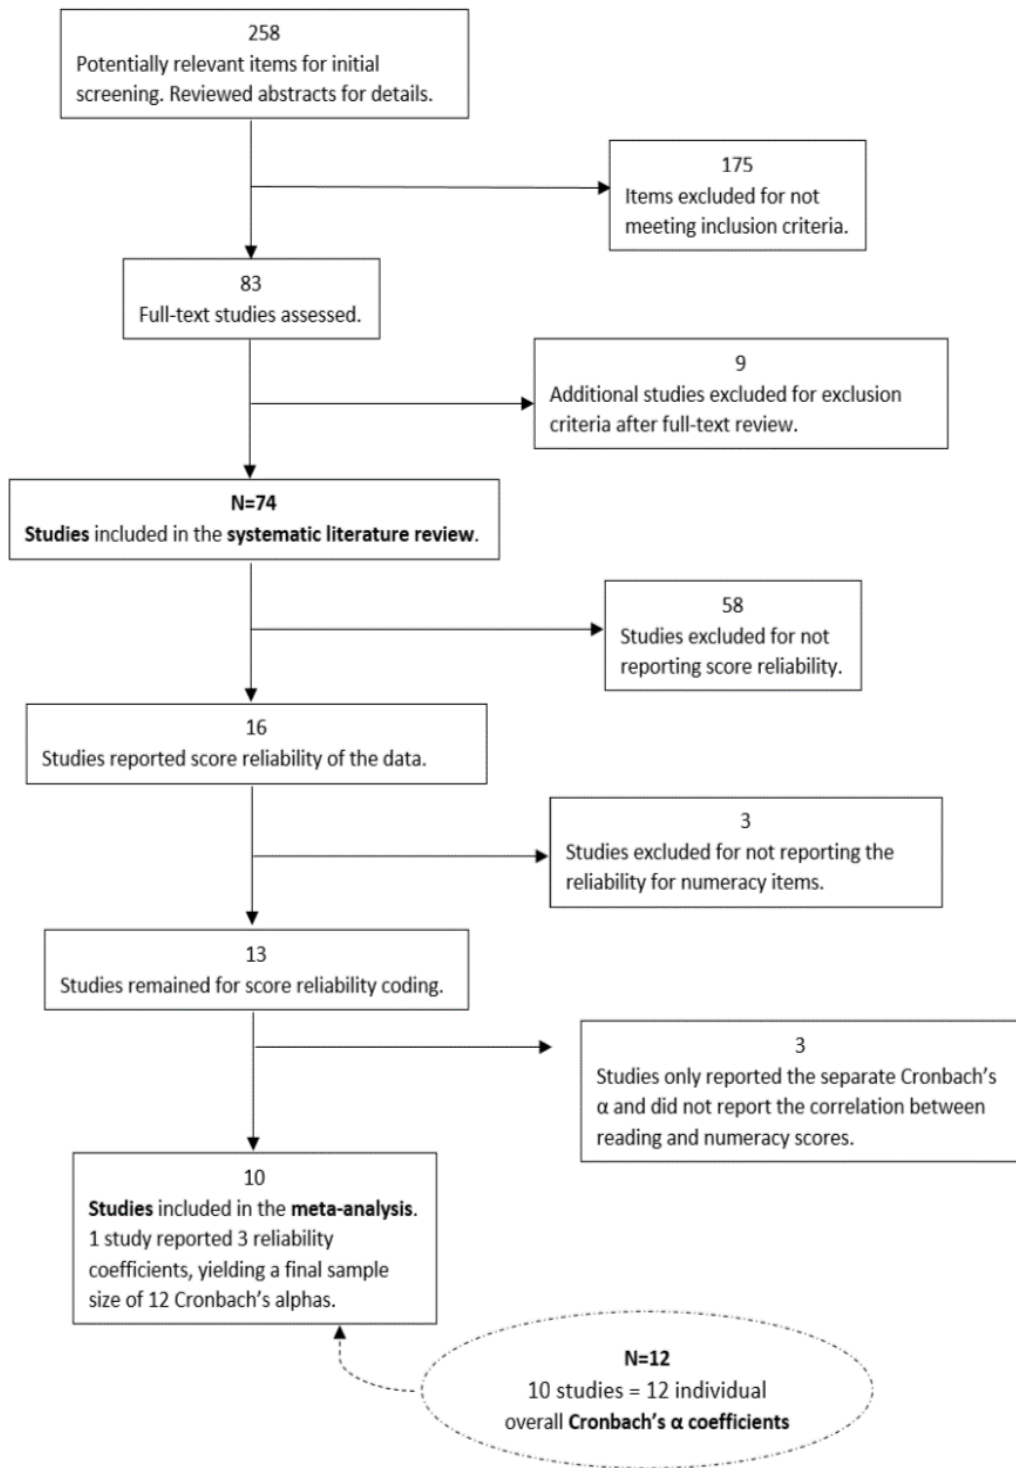 258
Potentially relevant items for initial
screening. Reviewed abstracts for details.
175
Items excluded for not
meeting inclusion criteria.
83
Full-text studies assessed.
9
Additional studies excluded for exclusion
criteria after full-text review.
N=74
Studies included in the systematic literature review.
58
Studies excluded for not
reporting score reliability.
16
Studies reported score reliability of the data.
3
Studies excluded for not reporting the
reliability for numeracy items.
13
Studies remained for score reliability coding.
3
Studies only reported the separate Cronbach's
α and did not report the correlation between
reading and numeracy scores.
10
Studies included in the meta-analysis.
1 study reported 3 reliability
coefficients, yielding a final sample
size of 12 Cronbach's alphas.
N=12
10 studies = 12 individual
overall Cronbach's α coefficients